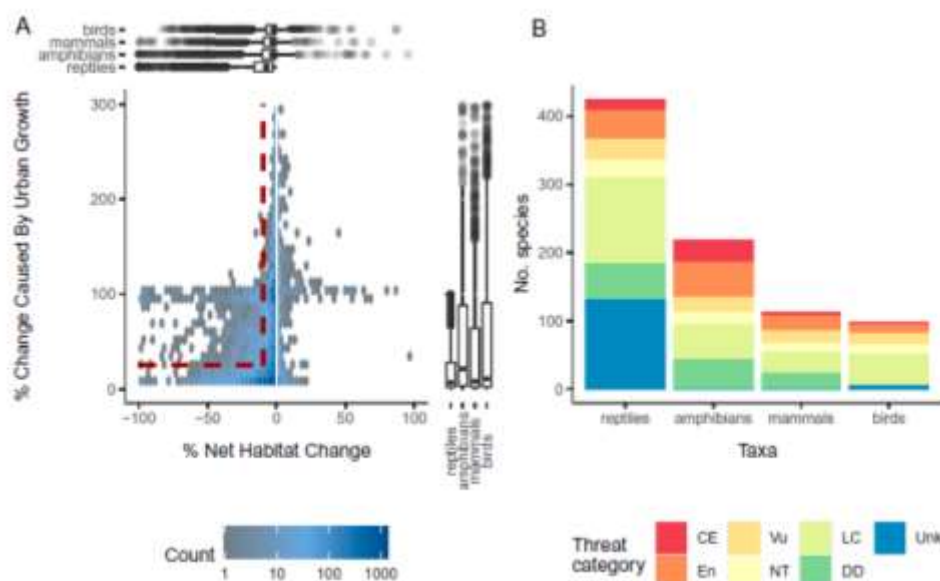 A
birds
mammals
amphibians
reptiles
% Change Caused By Urban Growth
300
200
100
0
−100
−50
0
50
100
% Net Habitat Change
reptiles
amphibians
mammals
birds
Count
1
10
100
1000
B
No. species
400
300
200
100
0
reptiles
amphibians
mammals
birds
Taxa
Threat
category
CE
Vu
LC
Unk
En
NT
DD